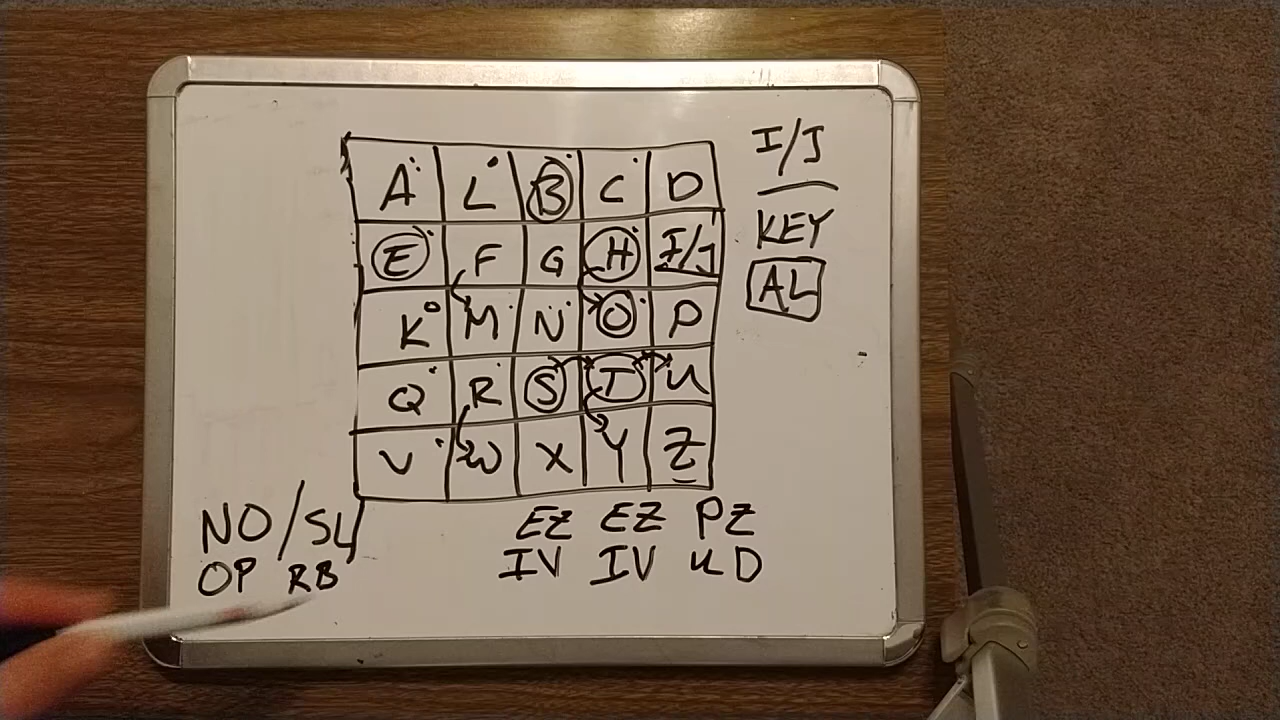 A L B C D
E F G H I/J
K M N O P
Q R S T U
V W X Y Z
I/J
KEY
AL
NO/SL/
OP RB
EZ EZ PZ
IV IV UD